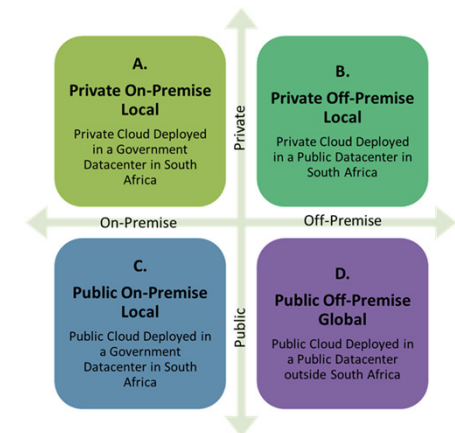 A.
Private On-Premise
Local
Private Cloud Deployed
in a Government
Datacenter in South
Africa
B.
Private Off-Premise
Local
Private Cloud Deployed
in a Public Datacenter in
South Africa
Private
On-Premise
Off-Premise
C.
Public On-Premise
Local
Public Cloud Deployed in
a Government
Datacenter in South
Africa
Public
D.
Public Off-Premise
Global
Public Cloud Deployed in
a Public Datacenter
outside South Africa